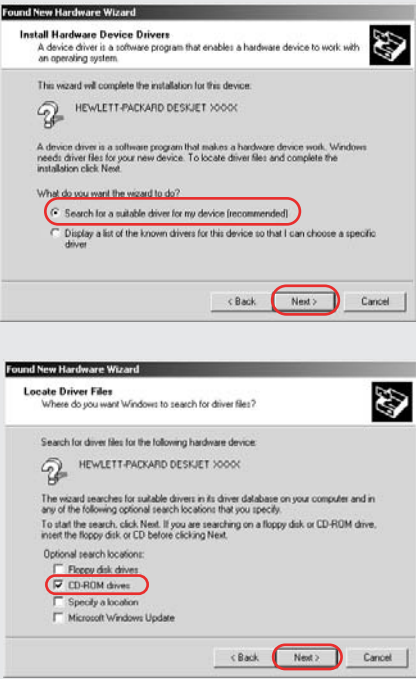 Found New Hardware Wizard
Install Hardware Device Drivers
A device driver is a software program that enables a hardware device to work with
an operating system.
This wizard will complete the installation for this device:
HEWLETT-PACKARD DESKJET XXXX
A device driver is a software program that makes a hardware device work. Windows
needs driver files for your new device. To locate driver files and complete the
installation click Next.
What do you want the wizard to do?
Search for a suitable driver for my device (recommended)
Display a list of the known drivers for this device so that I can choose a specific
driver
< Back Next > Cancel
Found New Hardware Wizard
Locate Driver Files
Where do you want Windows to search for driver files?
Search for driver files for the following hardware device:
HEWLETT-PACKARD DESKJET XXXX
The wizard searches for suitable drivers in its driver database on your computer and in
any of the following optional search locations that you specify.
To start the search, click Next. If you are searching on a floppy disk or CD-ROM drive,
insert the floppy disk or CD before clicking Next.
Optional search locations:
Floppy disk drives
CD-ROM drives
Specify a location
Microsoft Windows Update
< Back Next > Cancel